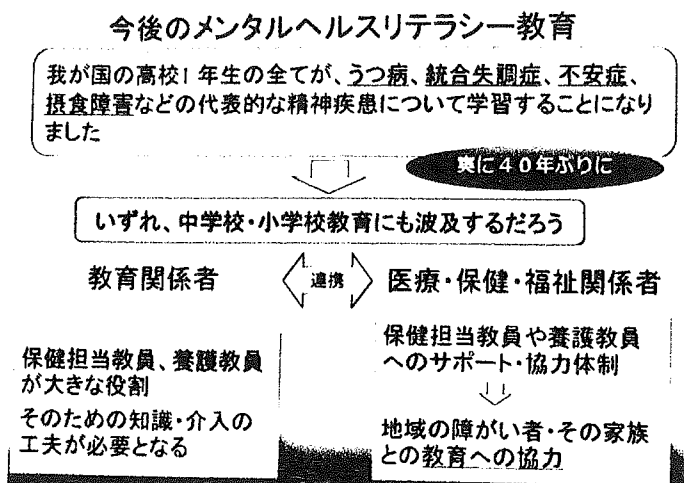 今後のメンタルヘルスリテラシー教育
我が国の高校1年生の全てが、うつ病、統合失調症、不安症、
摂食障害などの代表的な精神疾患について学習することになり
ました
実に40年ぶりに
いずれ、中学校・小学校教育にも波及するだろう
教育関係者
連携
医療・保健・福祉関係者
保健担当教員、養護教員
が大きな役割
そのための知識・介入の
工夫が必要となる
保健担当教員や養護教員
へのサポート・協力体制
地域の障がい者・その家族
との教育への協力